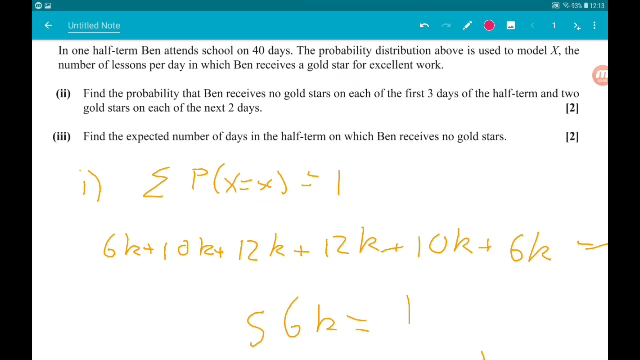 93% 12:13
Untitled Note
1
In one half-term Ben attends school on 40 days. The probability distribution above is used to model X, the
number of lessons per day in which Ben receives a gold star for excellent work.
(ii) Find the probability that Ben receives no gold stars on each of the first 3 days of the half-term and two
gold stars on each of the next 2 days. [2]
(iii) Find the expected number of days in the half-term on which Ben receives no gold stars. [2]
i) Σ P(X=x) = 1
6k+10k+12k+12k+10k+6k =
56k = 1